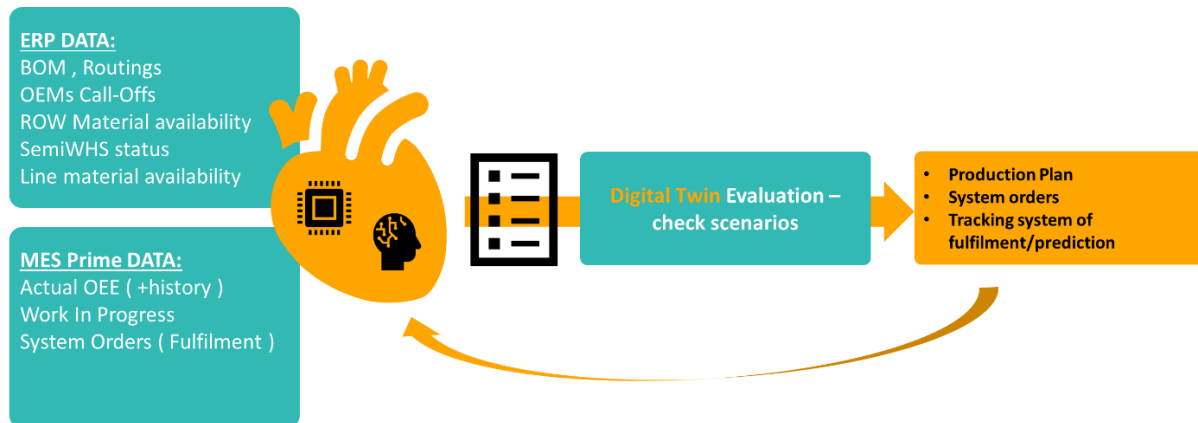 ERP DATA:
BOM , Routings
OEMs Call-Offs
ROW Material availability
SemiWHS status
Line material availability
MES Prime DATA:
Actual OEE ( +history )
Work In Progress
System Orders ( Fulfilment )
Digital Twin Evaluation –
check scenarios
• Production Plan
• System orders
• Tracking system of
fulfilment/prediction